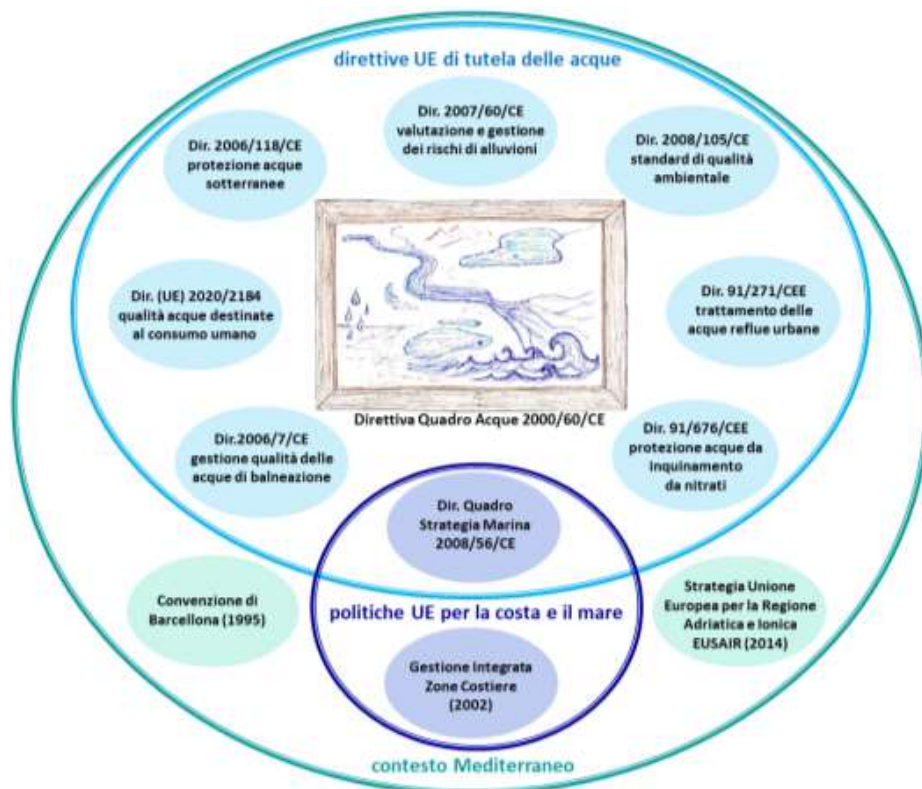 direttive UE di tutela delle acque
Dir. 2007/60/CE
valutazione e gestione
dei rischi di alluvioni
Dir. 2006/118/CE
protezione acque
sotterranee
Dir. 2008/105/CE
standard di qualità
ambientale
Dir. (UE) 2020/2184
qualità acque destinate
al consumo umano
Dir. 91/271/CEE
trattamento delle
acque reflue urbane
Direttiva Quadro Acque 2000/60/CE
Dir.2006/7/CE
gestione qualità delle
acque di balneazione
Dir. 91/676/CEE
protezione acque da
inquinamento
da nitrati
Dir. Quadro
Strategia Marina
2008/56/CE
Convenzione di
Barcellona (1995)
politiche UE per la costa e il mare
Strategia Unione
Europea per la Regione
Adriatica e Ionica
EUSAIR (2014)
Gestione Integrata
Zone Costiere
(2002)
contesto Mediterraneo